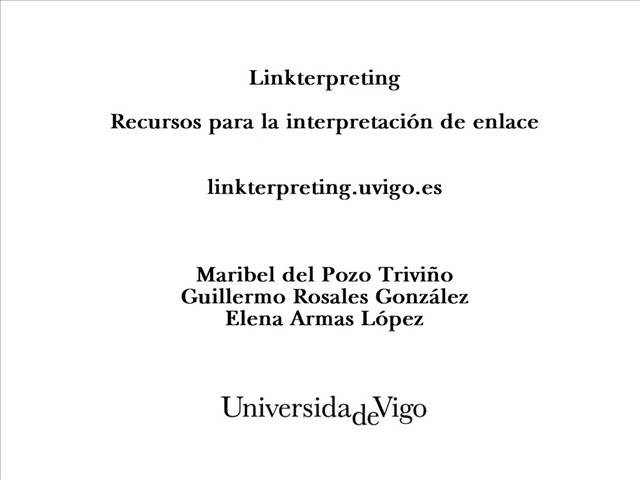 Linkterpreting
Recursos para la interpretación de enlace
linkterpreting.uvigo.es
Maribel del Pozo Triviño
Guillermo Rosales González
Elena Armas López
UniversidadeVigo